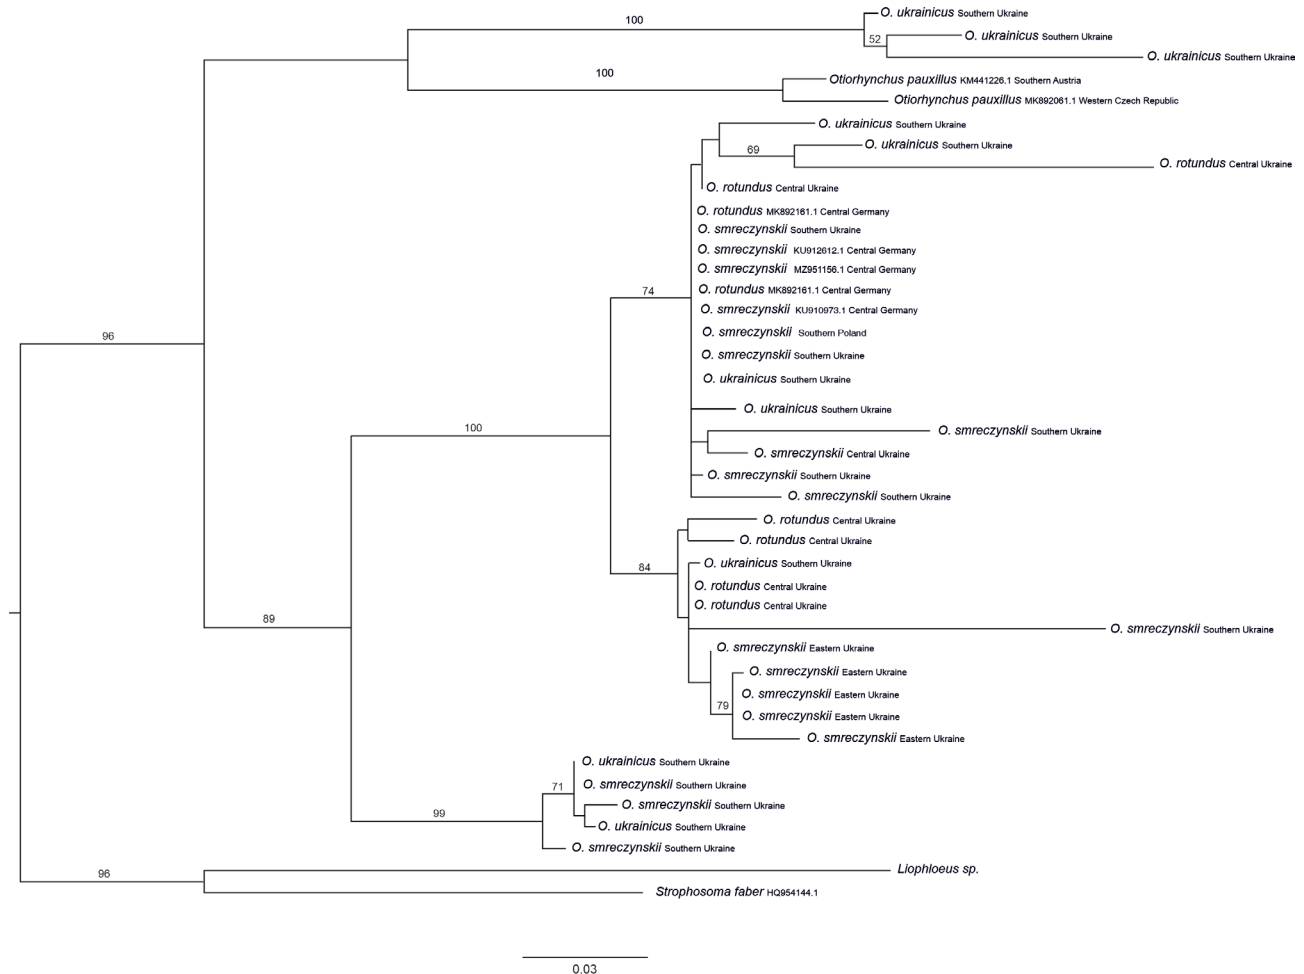 100
O. ukrainicus Southern Ukraine
52
O. ukrainicus Southern Ukraine
O. ukrainicus Southern Ukraine
100
Otiorhynchus pauxillus KM441226.1 Southern Austria
Otiorhynchus pauxillus MK892061.1 Western Czech Republic
O. ukrainicus Southern Ukraine
69
O. ukrainicus Southern Ukraine
O. rotundus Central Ukraine
O. rotundus Central Ukraine
O. rotundus MK892161.1 Central Germany
O. smreczynskii Southern Ukraine
O. smreczynskii KU912612.1 Central Germany
O. smreczynskii MZ951156.1 Central Germany
74
O. rotundus MK892161.1 Central Germany
O. smreczynskii KU910973.1 Central Germany
O. smreczynskii Southern Poland
96
O. smreczynskii Southern Ukraine
O. ukrainicus Southern Ukraine
O. ukrainicus Southern Ukraine
100
O. smreczynskii Southern Ukraine
O. smreczynskii Central Ukraine
O. smreczynskii Southern Ukraine
O. smreczynskii Southern Ukraine
O. rotundus Central Ukraine
O. rotundus Central Ukraine
84
O. ukrainicus Southern Ukraine
O. rotundus Central Ukraine
O. rotundus Central Ukraine
89
O. smreczynskii Southern Ukraine
O. smreczynskii Eastern Ukraine
O. smreczynskii Eastern Ukraine
O. smreczynskii Eastern Ukraine
79
O. smreczynskii Eastern Ukraine
O. smreczynskii Eastern Ukraine
O. ukrainicus Southern Ukraine
71
O. smreczynskii Southern Ukraine
O. smreczynskii Southern Ukraine
99
O. ukrainicus Southern Ukraine
O. smreczynskii Southern Ukraine
96
Liophloeus sp.
Strophosoma faber HQ954144.1
0.03